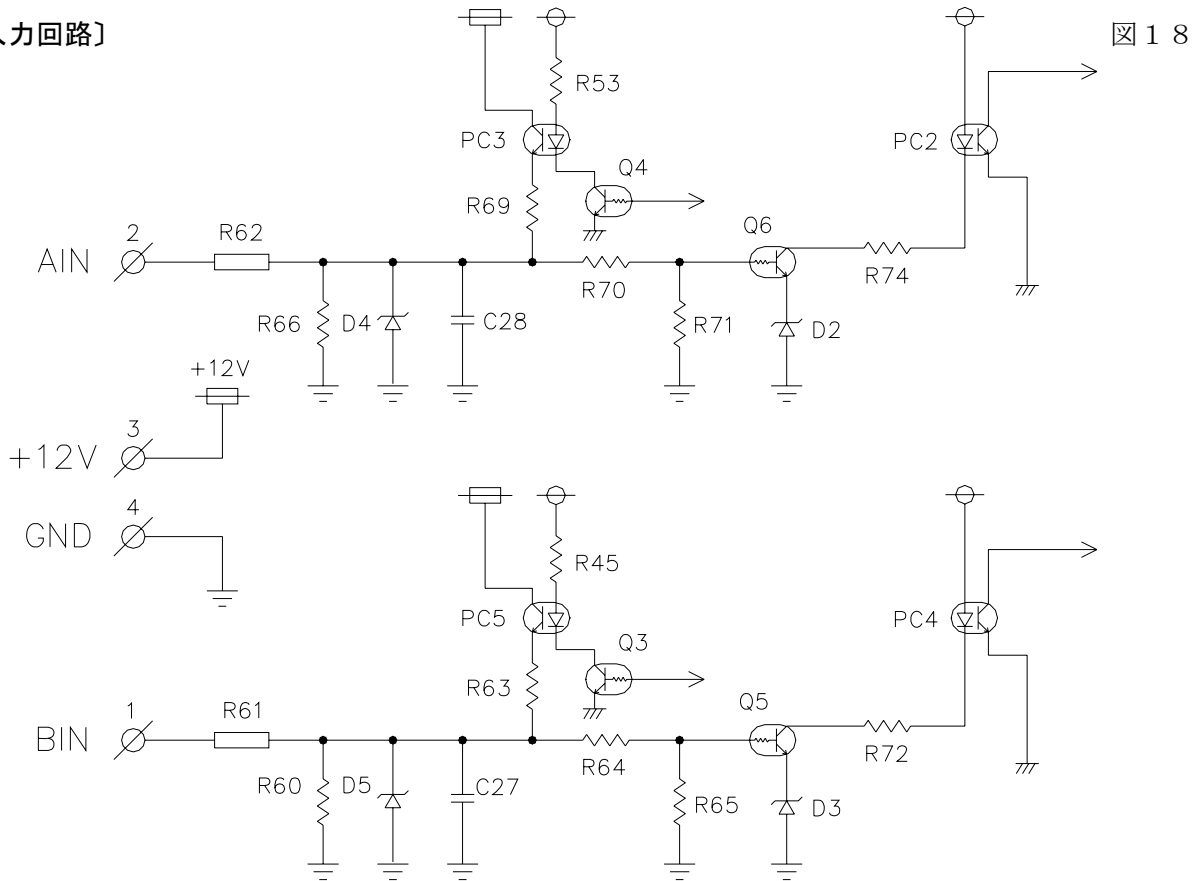 力回路〕
図１８
R53
PC3
PC2
Q4
R69
Q6
2
R62
AIN
R70
R74
R66
D4
C28
R71
D2
+12V
3
+12V
4
GND
R45
PC5
PC4
Q3
R63
Q5
1
R61
BIN
R64
R72
R60
D5
C27
R65
D3